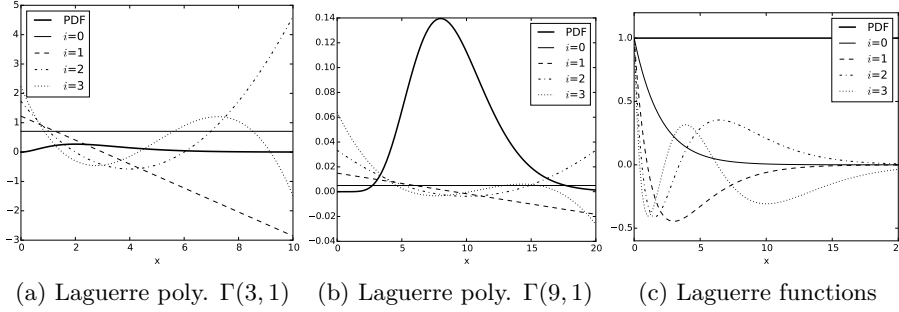 5
4
3
2
1
0
−1
−2
−3
0 2 4 6 8 10
x
PDF
i=0
i=1
i=2
i=3
(a) Laguerre poly. Γ(3, 1)
0.14
0.12
0.10
0.08
0.06
0.04
0.02
0.00
−0.02
−0.04
0 5 10 15 20
x
PDF
i=0
i=1
i=2
i=3
(b) Laguerre poly. Γ(9, 1)
1.0
0.5
0.0
−0.5
0 5 10 15 20
x
PDF
i=0
i=1
i=2
i=3
(c) Laguerre functions